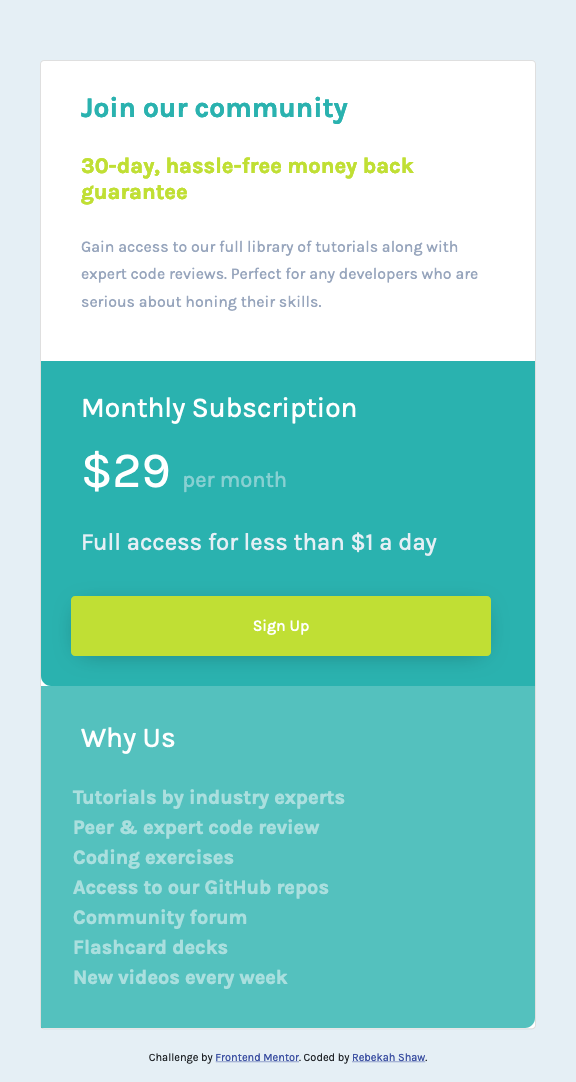 Join our community
30-day, hassle-free money back
guarantee
Gain access to our full library of tutorials along with
expert code reviews. Perfect for any developers who are
serious about honing their skills.
Monthly Subscription
$29 per month
Full access for less than $1 a day
Sign Up
Why Us
Tutorials by industry experts
Peer & expert code review
Coding exercises
Access to our GitHub repos
Community forum
Flashcard decks
New videos every week
Challenge by Frontend Mentor. Coded by Rebekah Shaw.